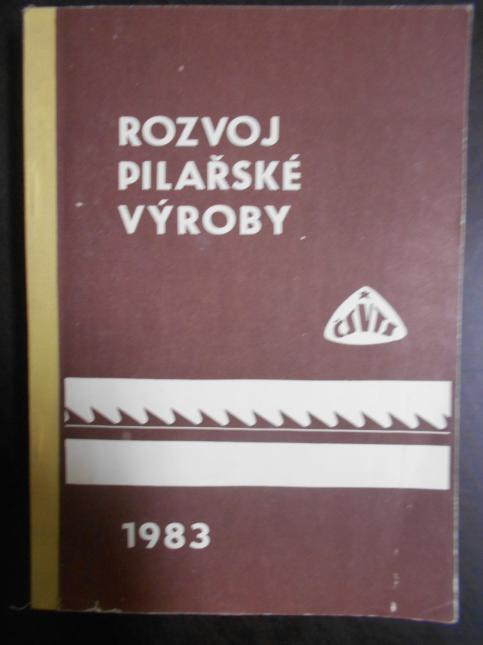 ROZVOJ
PILAŘSKÉ
VÝROBY
ČSVTS
1983